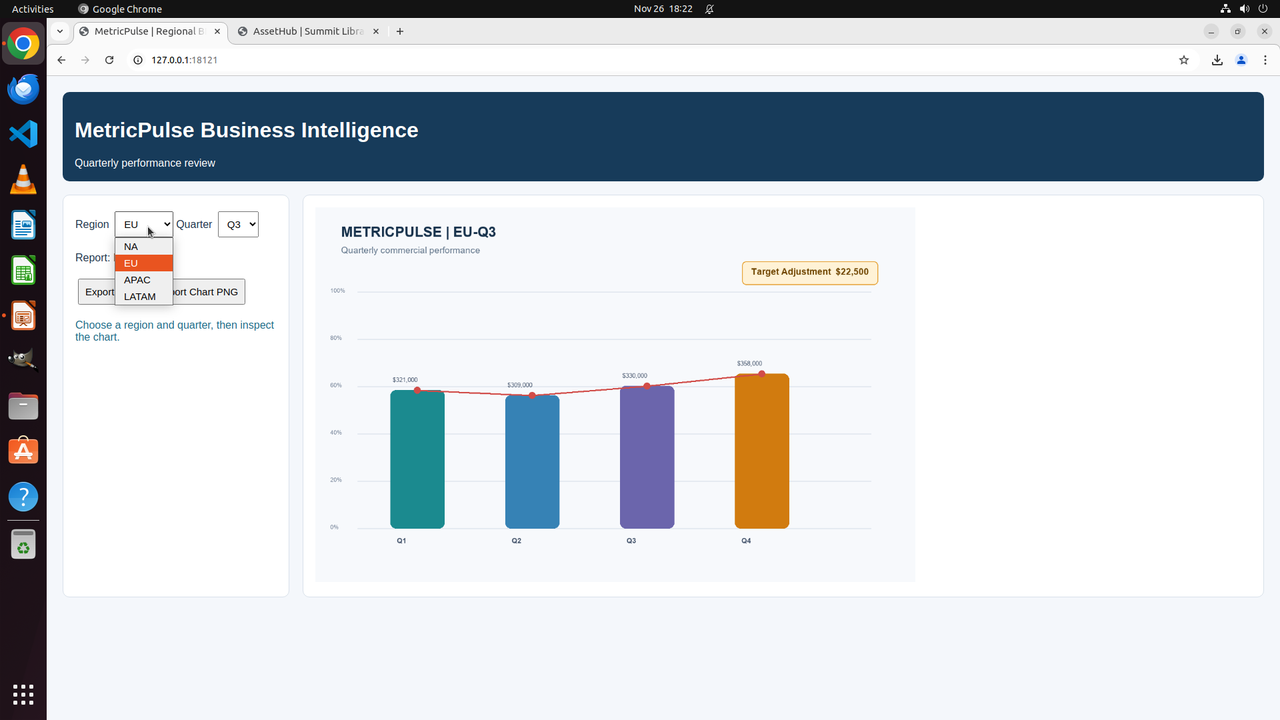 Activities
Google Chrome
Nov 26 18:22
MetricPulse | Regional B
AssetHub | Summit Libra
127.0.0.1:18121
MetricPulse Business Intelligence
Quarterly performance review
Region
EU
Quarter
Q3
NA
EU
APAC
LATAM
Report:
Export
ort Chart PNG
Choose a region and quarter, then inspect
the chart.
METRICPULSE | EU-Q3
Quarterly commercial performance
Target Adjustment $22,500
100%
80%
60%
40%
20%
0%
$321,000
$309,000
$330,000
$358,000
Q1
Q2
Q3
Q4